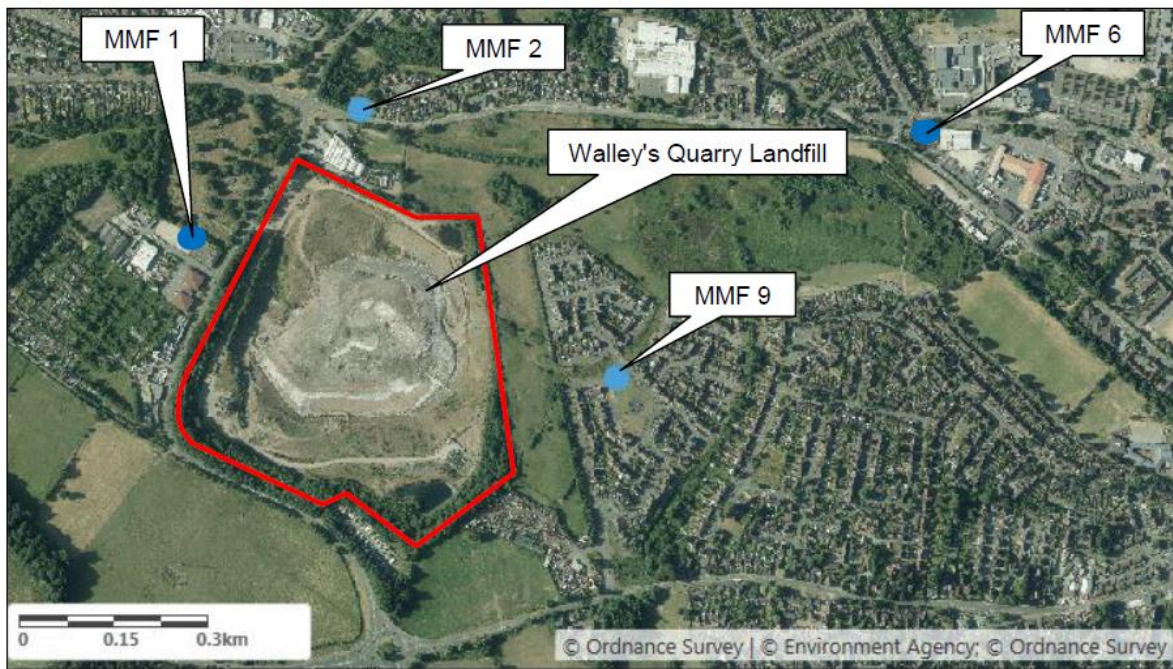 MMF 1
MMF 2
MMF 6
Walley's Quarry Landfill
MMF 9
0 0.15 0.3km
© Ordnance Survey | © Environment Agency; © Ordnance Survey